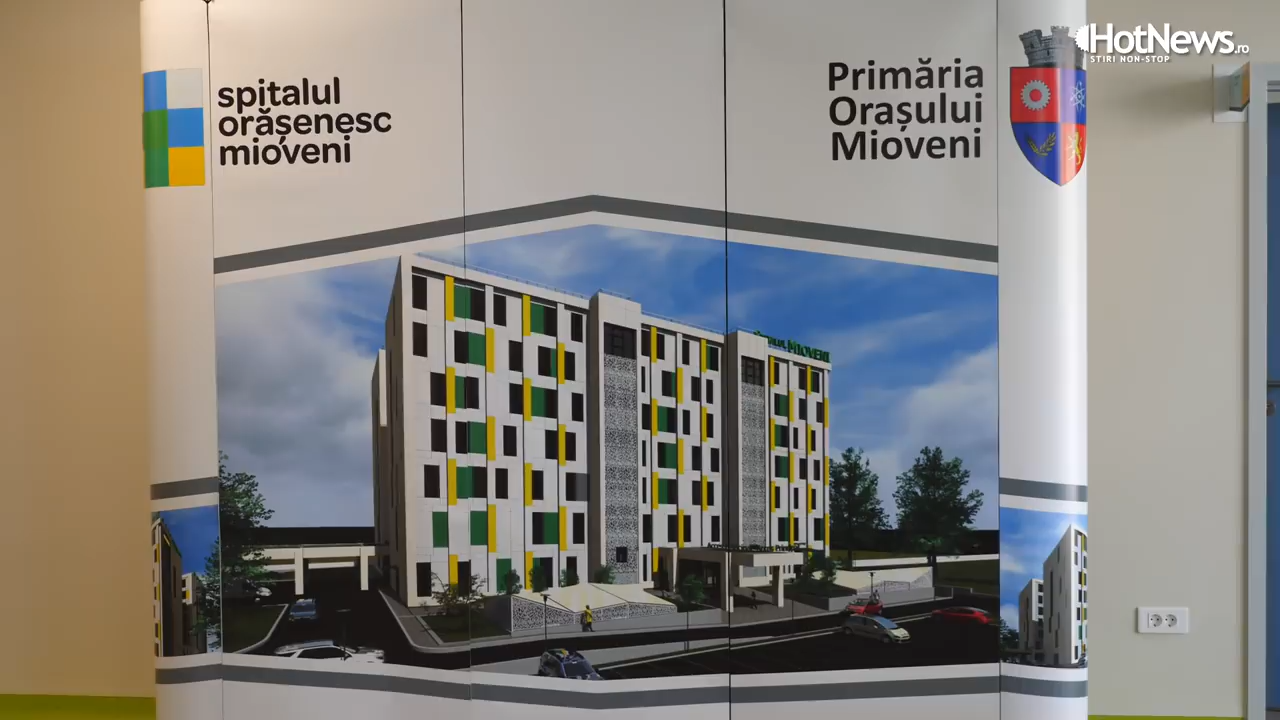 spitalul
orășenesc
mioveni
Primăria
Orașului
Mioveni
HotNews.ro
STIRI NON-STOP
MIOVENI